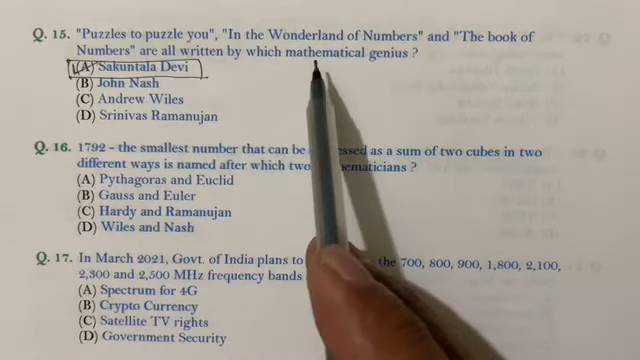 Q. 15. "Puzzles to puzzle you", "In the Wonderland of Numbers" and "The book of
Numbers" are all written by which mathematical genius ?
(A) Sakuntala Devi
(B) John Nash
(C) Andrew Wiles
(D) Srinivas Ramanujan
Q. 16. 1792 – the smallest number that can be as a sum of two cubes in two
different ways is named after which two
(A) Pythagoras and Euclid
(B) Gauss and Euler
(C) Hardy and Ramanujan
(D) Wiles and Nash
Q. 17. In March 2021, Govt. of India plans to the 700, 800, 900, 1,800, 2,100,
2,300 and 2,500 MHz frequency bands
(A) Spectrum for 4G
(B) Crypto Currency
(C) Satellite TV rights
(D) Government Security